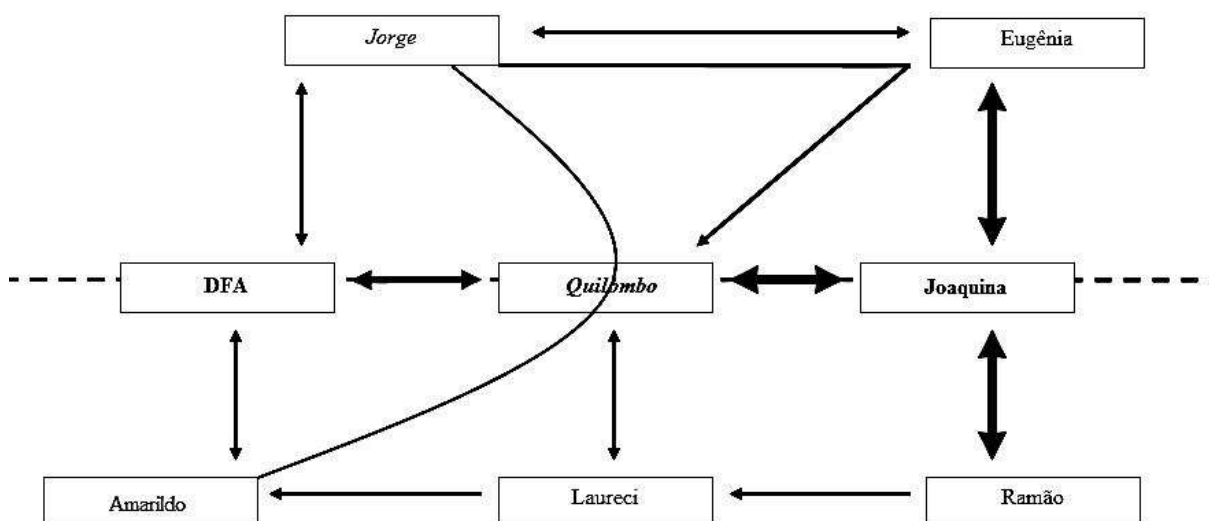 Jorge
Eugênia
DFA
Quilombo
Joaquina
Amarildo
Laureci
Ramão